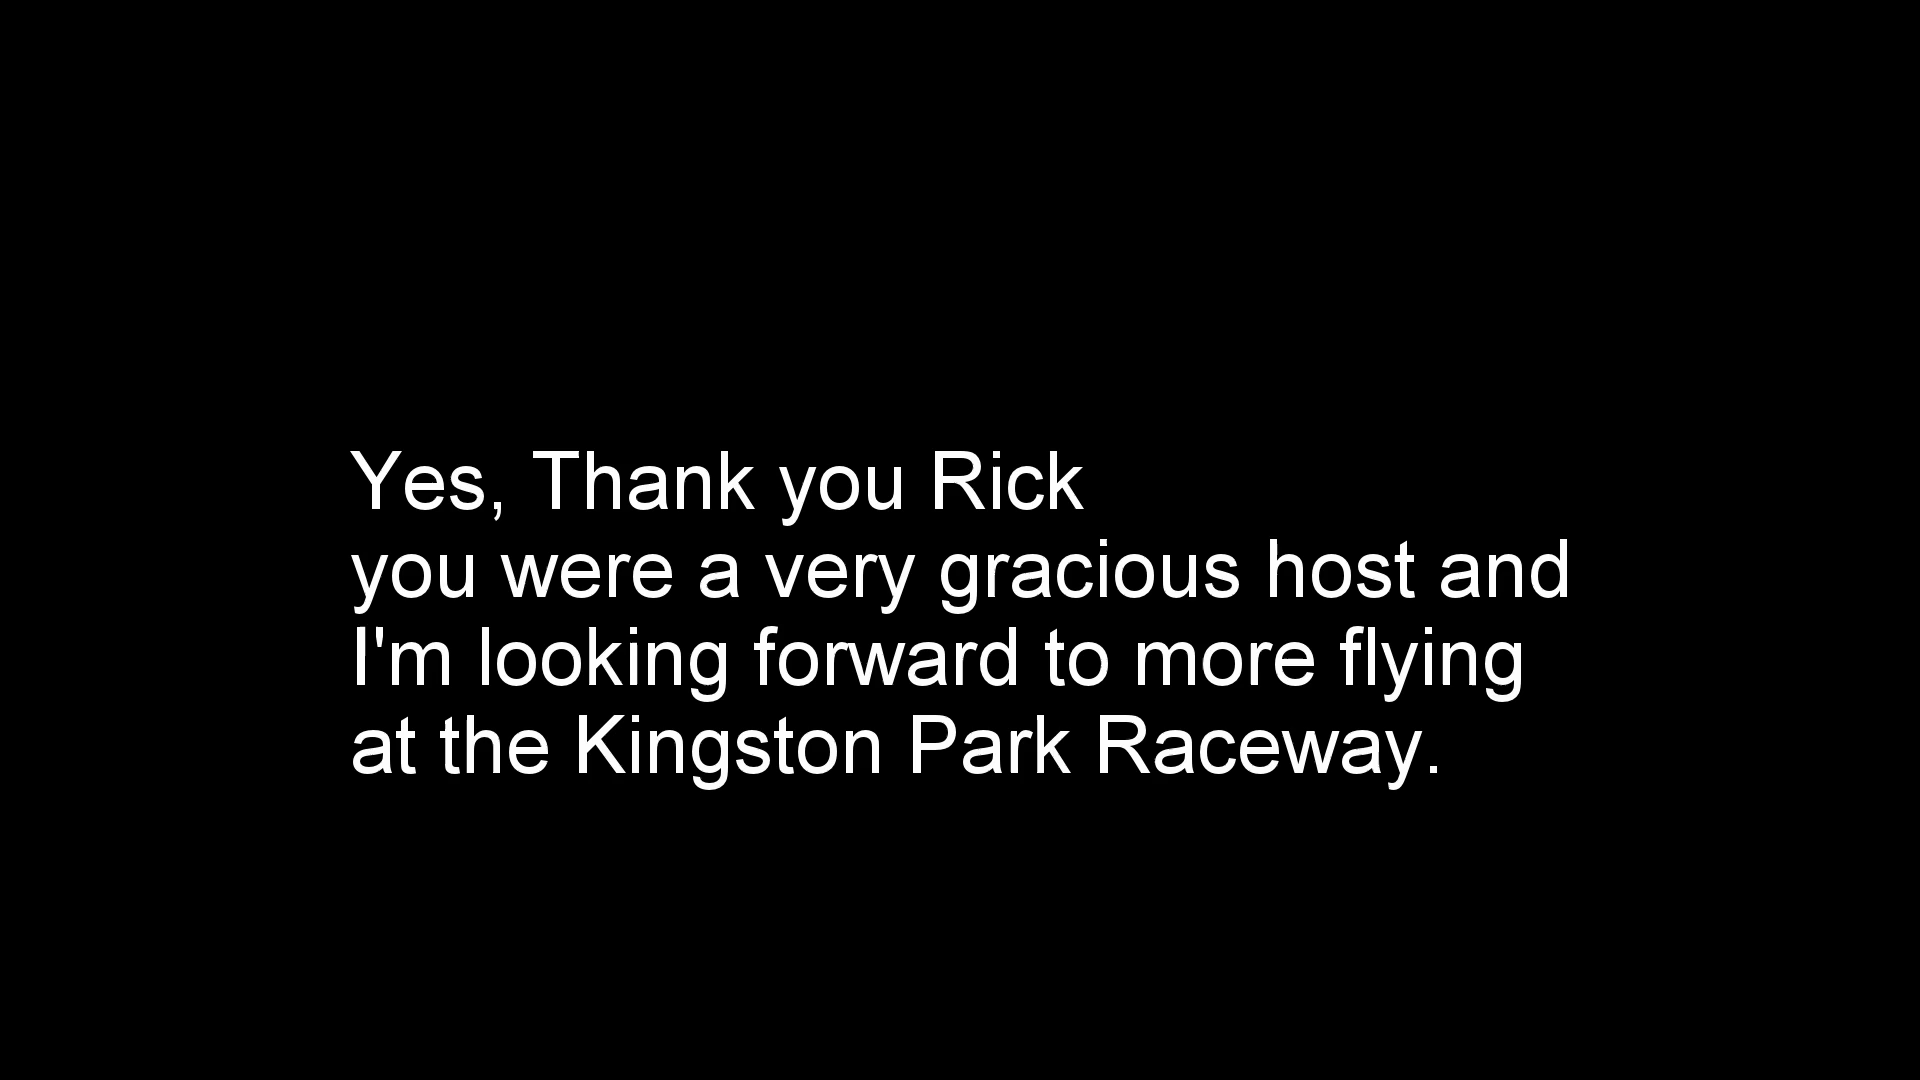 Yes, Thank you Rick
you were a very gracious host and
I'm looking forward to more flying
at the Kingston Park Raceway.